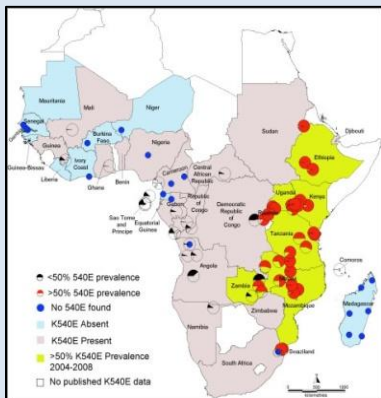 Mauritania
Mali
Niger
Senegal
Guinea
Burkina
Faso
Guinea-Bissau
Ivory
Coast
Liberia
Ghana
Benin
Nigeria
Sudan
Djibouti
Ethiopia
Cameroon
Central African
Republic
Sao Tome
and
Principe
Equatorial
Guinea
Gabon
Republic
of Congo
Democratic
Republic
of Congo
Uganda
Kenya
Tanzania
Angola
Comoros
Zambia
Mozambique
Zimbabwe
Madagascar
Namibia
Swaziland
South Africa
<50% 540E prevalence
>50% 540E prevalence
No 540E found
K540E Absent
K540E Present
>50% K540E Prevalence
2004-2008
No published K540E data
kilometres